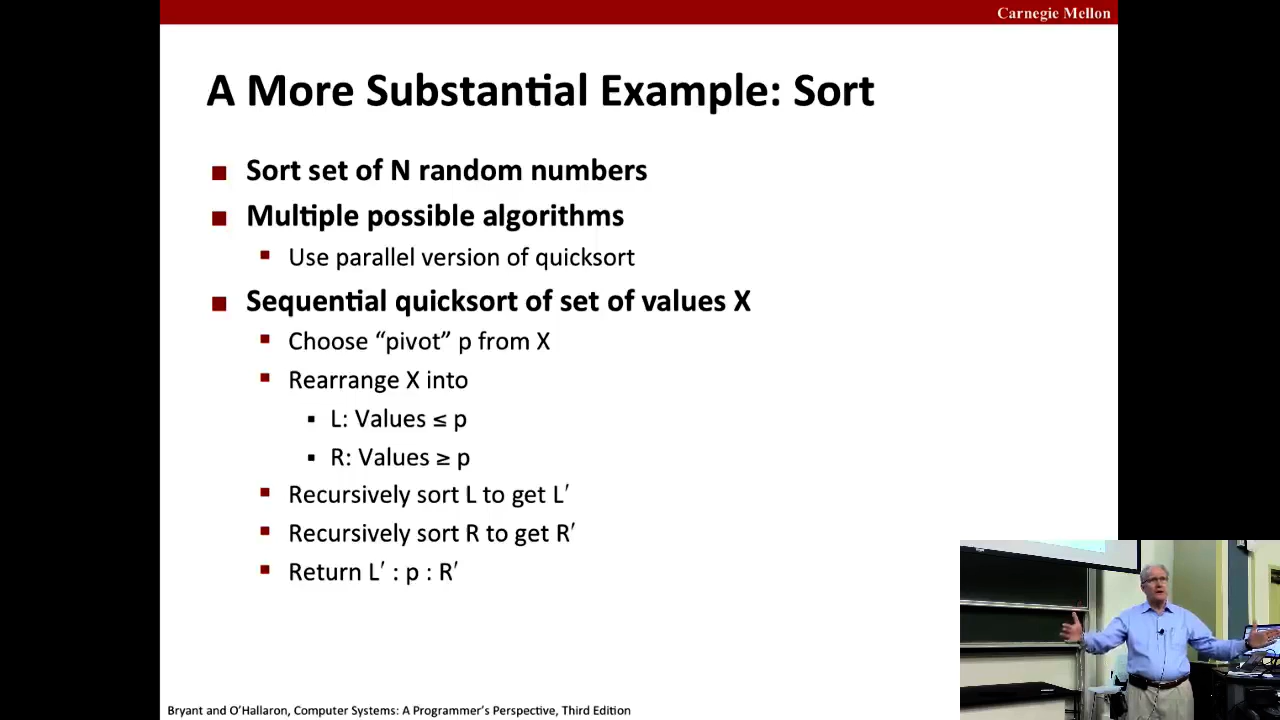 Carnegie Mellon
A More Substantial Example: Sort
Sort set of N random numbers
Multiple possible algorithms
Use parallel version of quicksort
Sequential quicksort of set of values X
Choose “pivot” p from X
Rearrange X into
L: Values ≤ p
R: Values ≥ p
Recursively sort L to get L′
Recursively sort R to get R′
Return L′ : p : R′
Bryant and O’Hallaron, Computer Systems: A Programmer’s Perspective, Third Edition